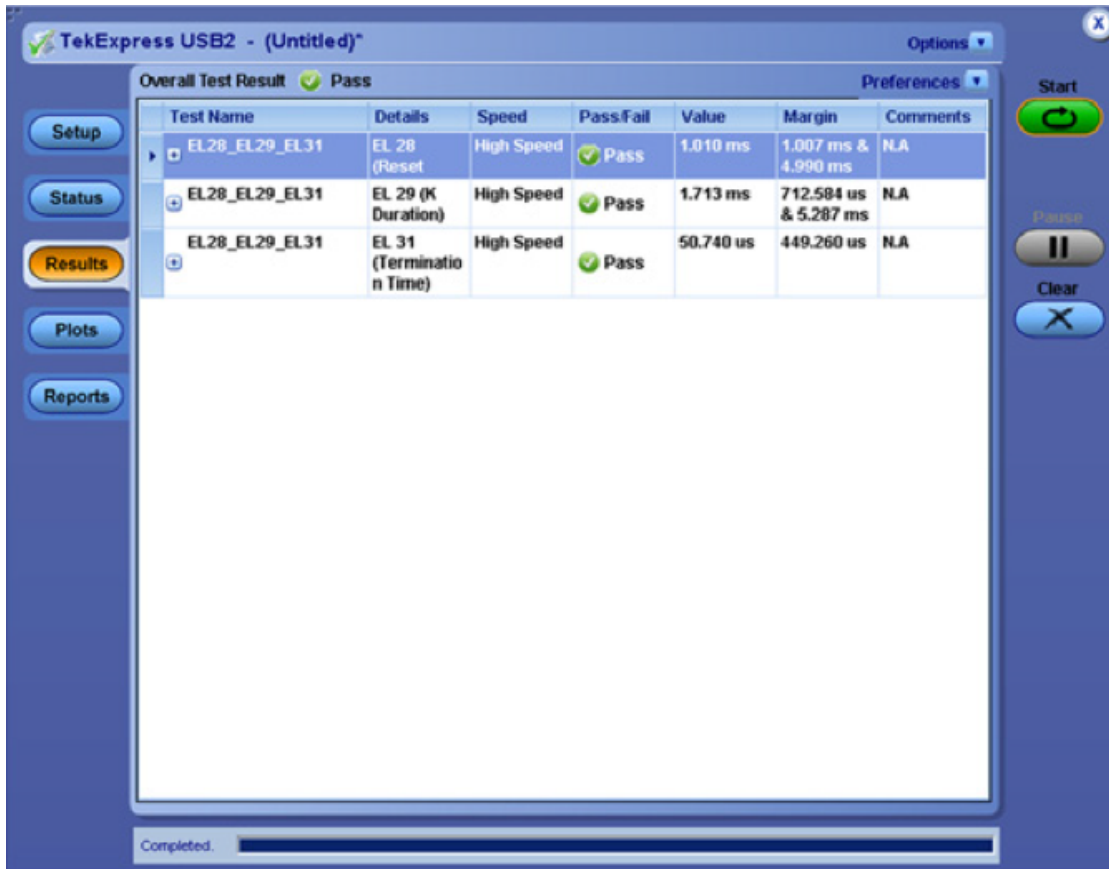 TekExpress USB2 - (Untitled)*
Options
X
Overall Test Result Pass
Preferences
Start
Setup
Status
Results
Plots
Reports
Test Name Details Speed Pass/Fail Value Margin Comments
EL28_EL29_EL31 EL 28 High Speed Pass 1.010 ms 1.007 ms & N.A
(Reset 4.990 ms
EL28_EL29_EL31 EL 29 (K High Speed Pass 1.713 ms 712.584 us N.A
Duration) & 5.287 ms
EL28_EL29_EL31 EL 31 High Speed Pass 50.740 us 449.260 us N.A
(Terminatio
n Time)
Pause
Clear
Completed.